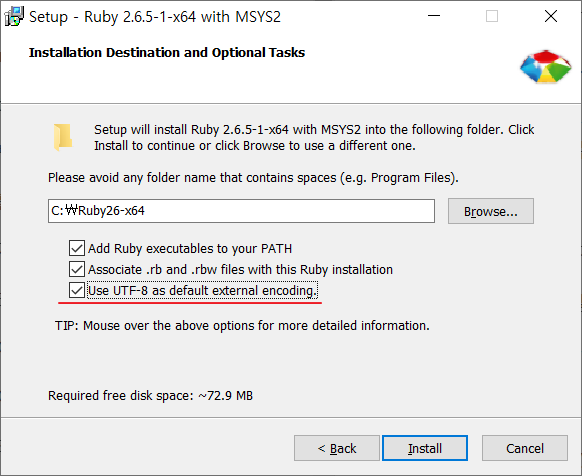 Setup - Ruby 2.6.5-1-x64 with MSYS2
Installation Destination and Optional Tasks
Setup will install Ruby 2.6.5-1-x64 with MSYS2 into the following folder. Click
Install to continue or click Browse to use a different one.
Please avoid any folder name that contains spaces (e.g. Program Files).
C:₩Ruby26-x64
Browse...
Add Ruby executables to your PATH
Associate .rb and .rbw files with this Ruby installation
Use UTF-8 as default external encoding.
TIP: Mouse over the above options for more detailed information.
Required free disk space: ~72.9 MB
< Back
Install
Cancel